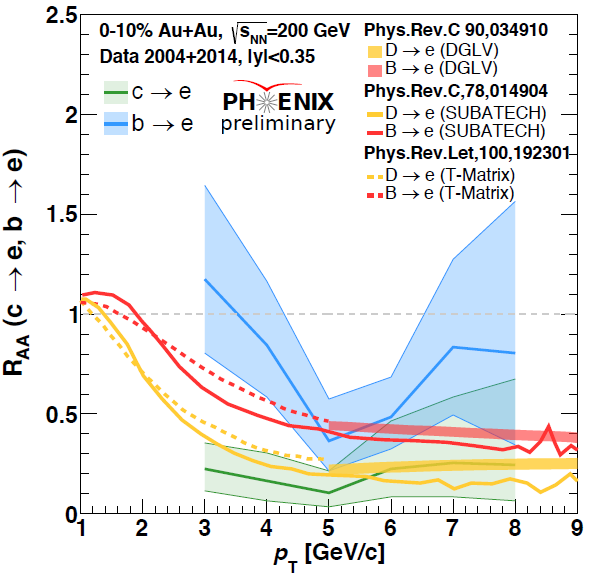 0-10% Au+Au, √sNN=200 GeV
Data 2004+2014, |y|<0.35
c → e
b → e
PHENIX
preliminary
Phys.Rev.C 90,034910
D → e (DGLV)
B → e (DGLV)
Phys.Rev.C,78,014904
D → e (SUBATECH)
B → e (SUBATECH)
Phys.Rev.Let,100,192301
D → e (T-Matrix)
B → e (T-Matrix)
RAA (c → e, b → e)
2.5
2
1.5
1
0.5
0
1 2 3 4 5 6 7 8 9
pT [GeV/c]